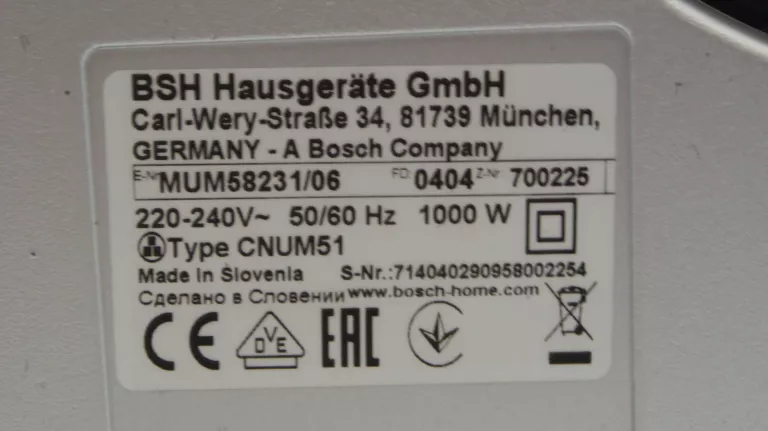 BSH Hausgeräte GmbH
Carl-Wery-Straße 34, 81739 München,
GERMANY - A Bosch Company
E-Nr MUM58231/06 FD 0404 Z-Nr 700225
220-240V~ 50/60 Hz 1000 W
Type CNUM51
Made in Slovenia S-Nr.:714040290958002254
Сделано в Словении www.bosch-home.com
CE DVE EAC